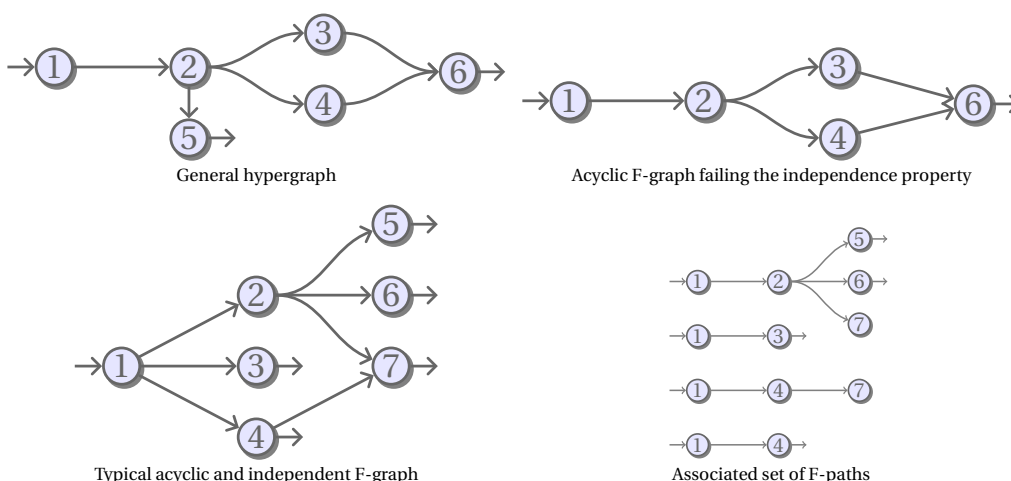 1 2 3 4 5 6
General hypergraph
1 2 3 4 6
Acyclic F-graph failing the independence property
1 2 3 4 5 6 7
Typical acyclic and independent F-graph
1 2 5 6 7
1 3
1 4 7
1 4
Associated set of F-paths